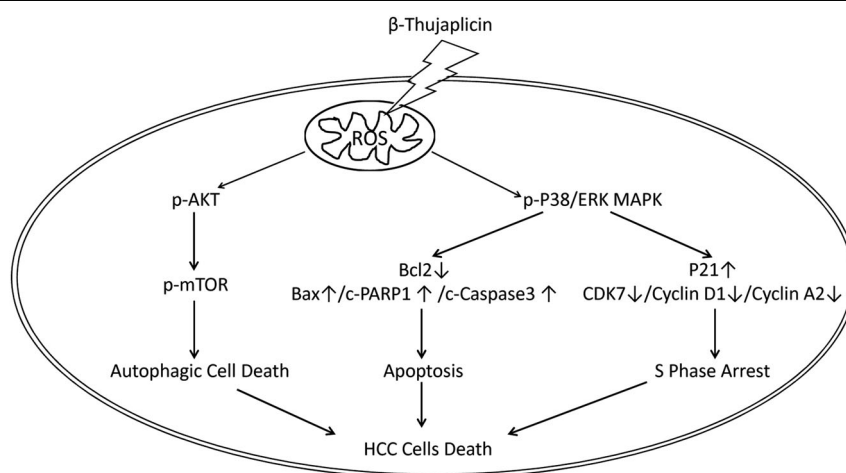 β-Thujaplicin
ROS
p-AKT
p-P38/ERK MAPK
p-mTOR
Bcl2↓
Bax↑/c-PARP1 ↑ /c-Caspase3 ↑
P21↑
CDK7↓/Cyclin D1↓/Cyclin A2↓
Autophagic Cell Death
Apoptosis
S Phase Arrest
HCC Cells Death